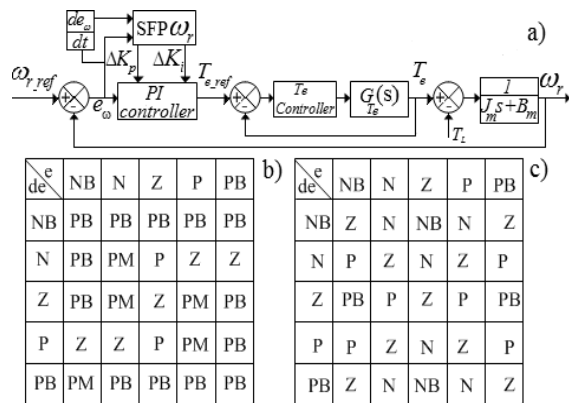 de_ω
dt
SFP ω_r
a)
ΔK_p
ΔK_i
ω_r_ref
e_ω
PI
controller
T_e_ref
Te
Controller
G_Te(s)
T_e
T_L
1
J_m s+B_m
ω_r
b)
de e NB N Z P PB
NB PB PB PB PB PB
N PB PM P Z Z
Z PB PM Z PM PB
P Z Z P PM PB
PB PM PB PB PB PB
c)
de e NB N Z P PB
NB Z N NB N Z
N P Z N Z P
Z PB P Z P PB
P P Z N Z P
PB Z N NB N Z